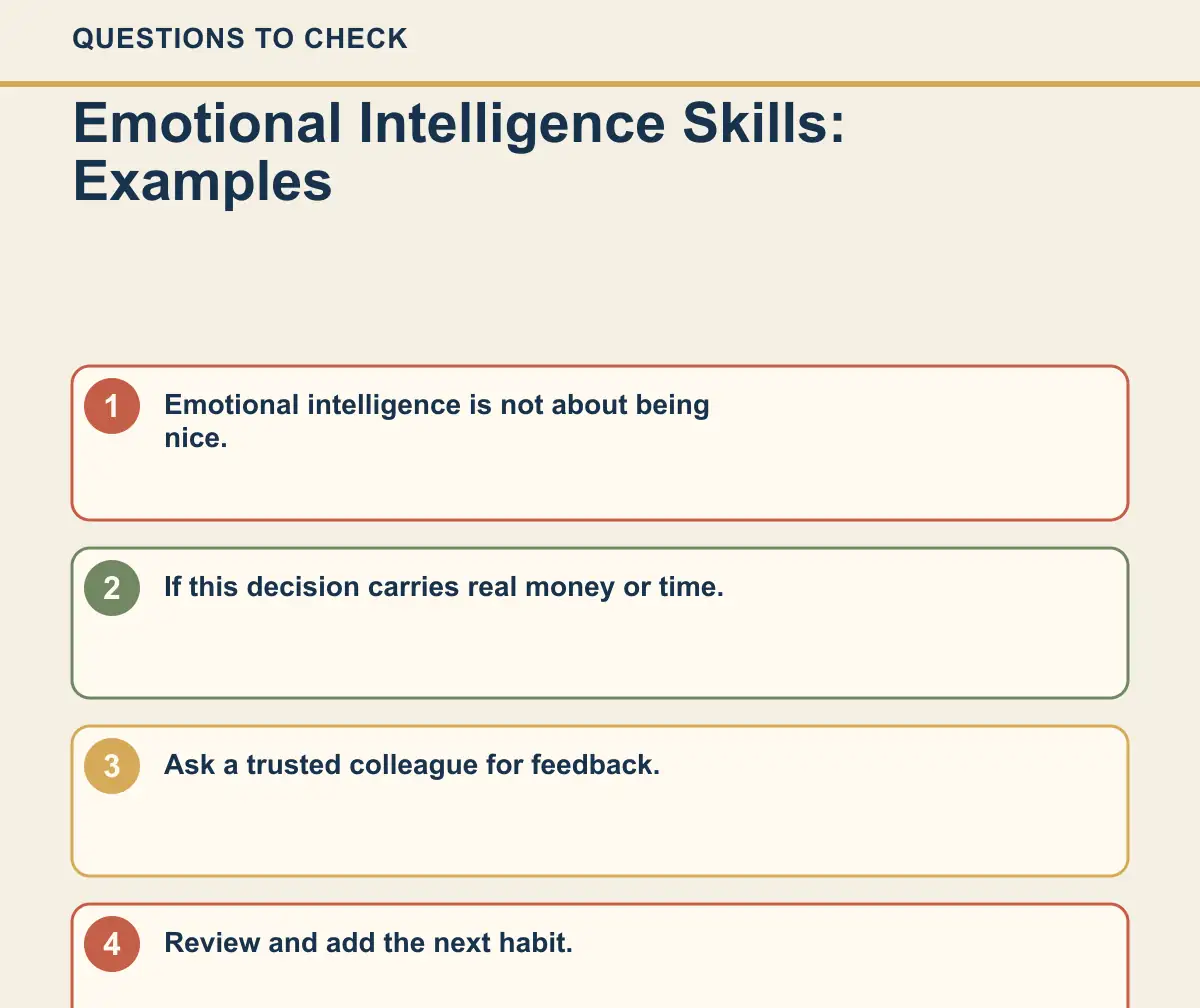 QUESTIONS TO CHECK
Emotional Intelligence Skills:
Examples
1
Emotional intelligence is not about being
nice.
2
If this decision carries real money or time.
3
Ask a trusted colleague for feedback.
4
Review and add the next habit.